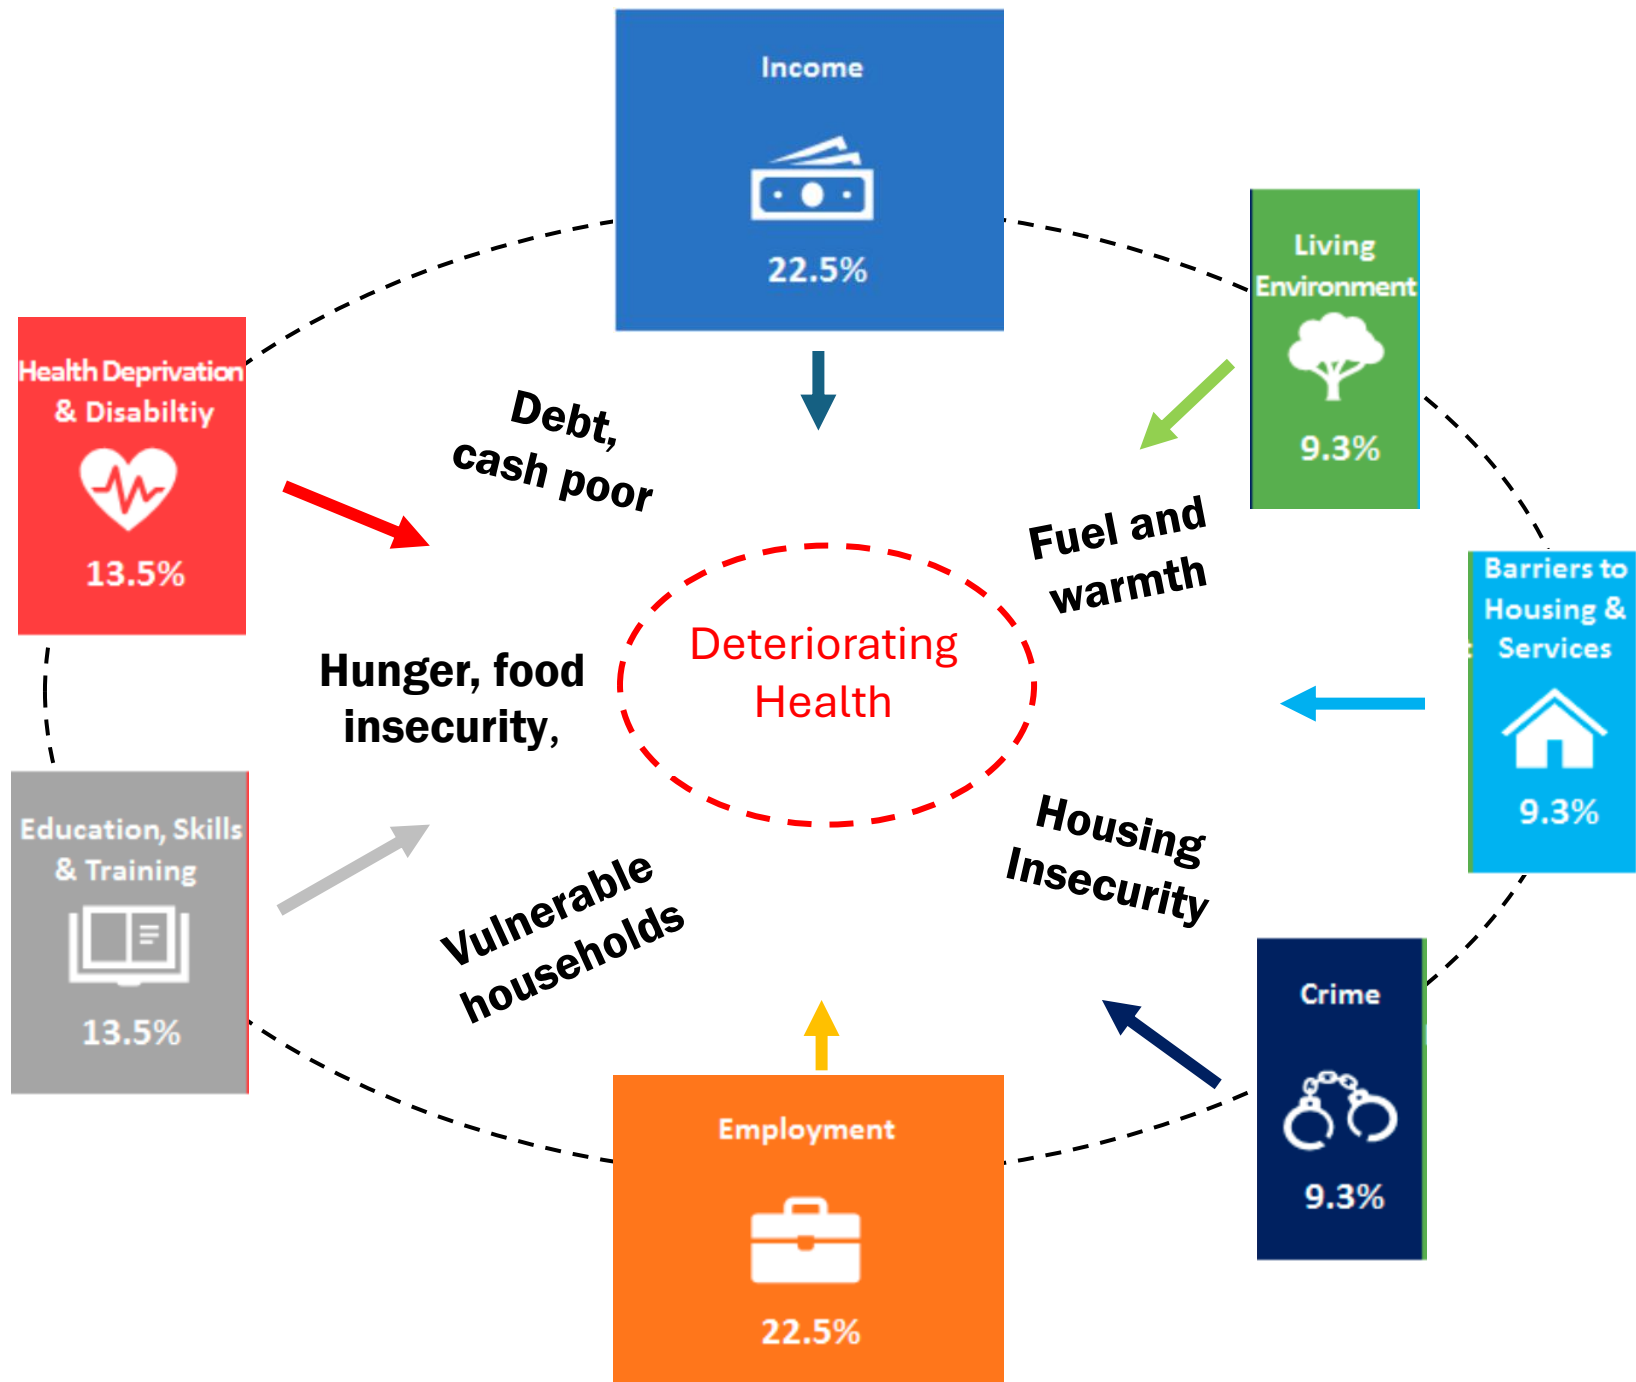 Income
22.5%
Living
Environment
9.3%
Health Deprivation
& Disabiltiy
13.5%
Debt,
cash poor
Fuel and
warmth
Barriers to
Housing &
Services
9.3%
Deteriorating
Health
Hunger, food
insecurity,
Education, Skills
& Training
13.5%
Housing
Insecurity
Vulnerable
households
Crime
9.3%
Employment
22.5%